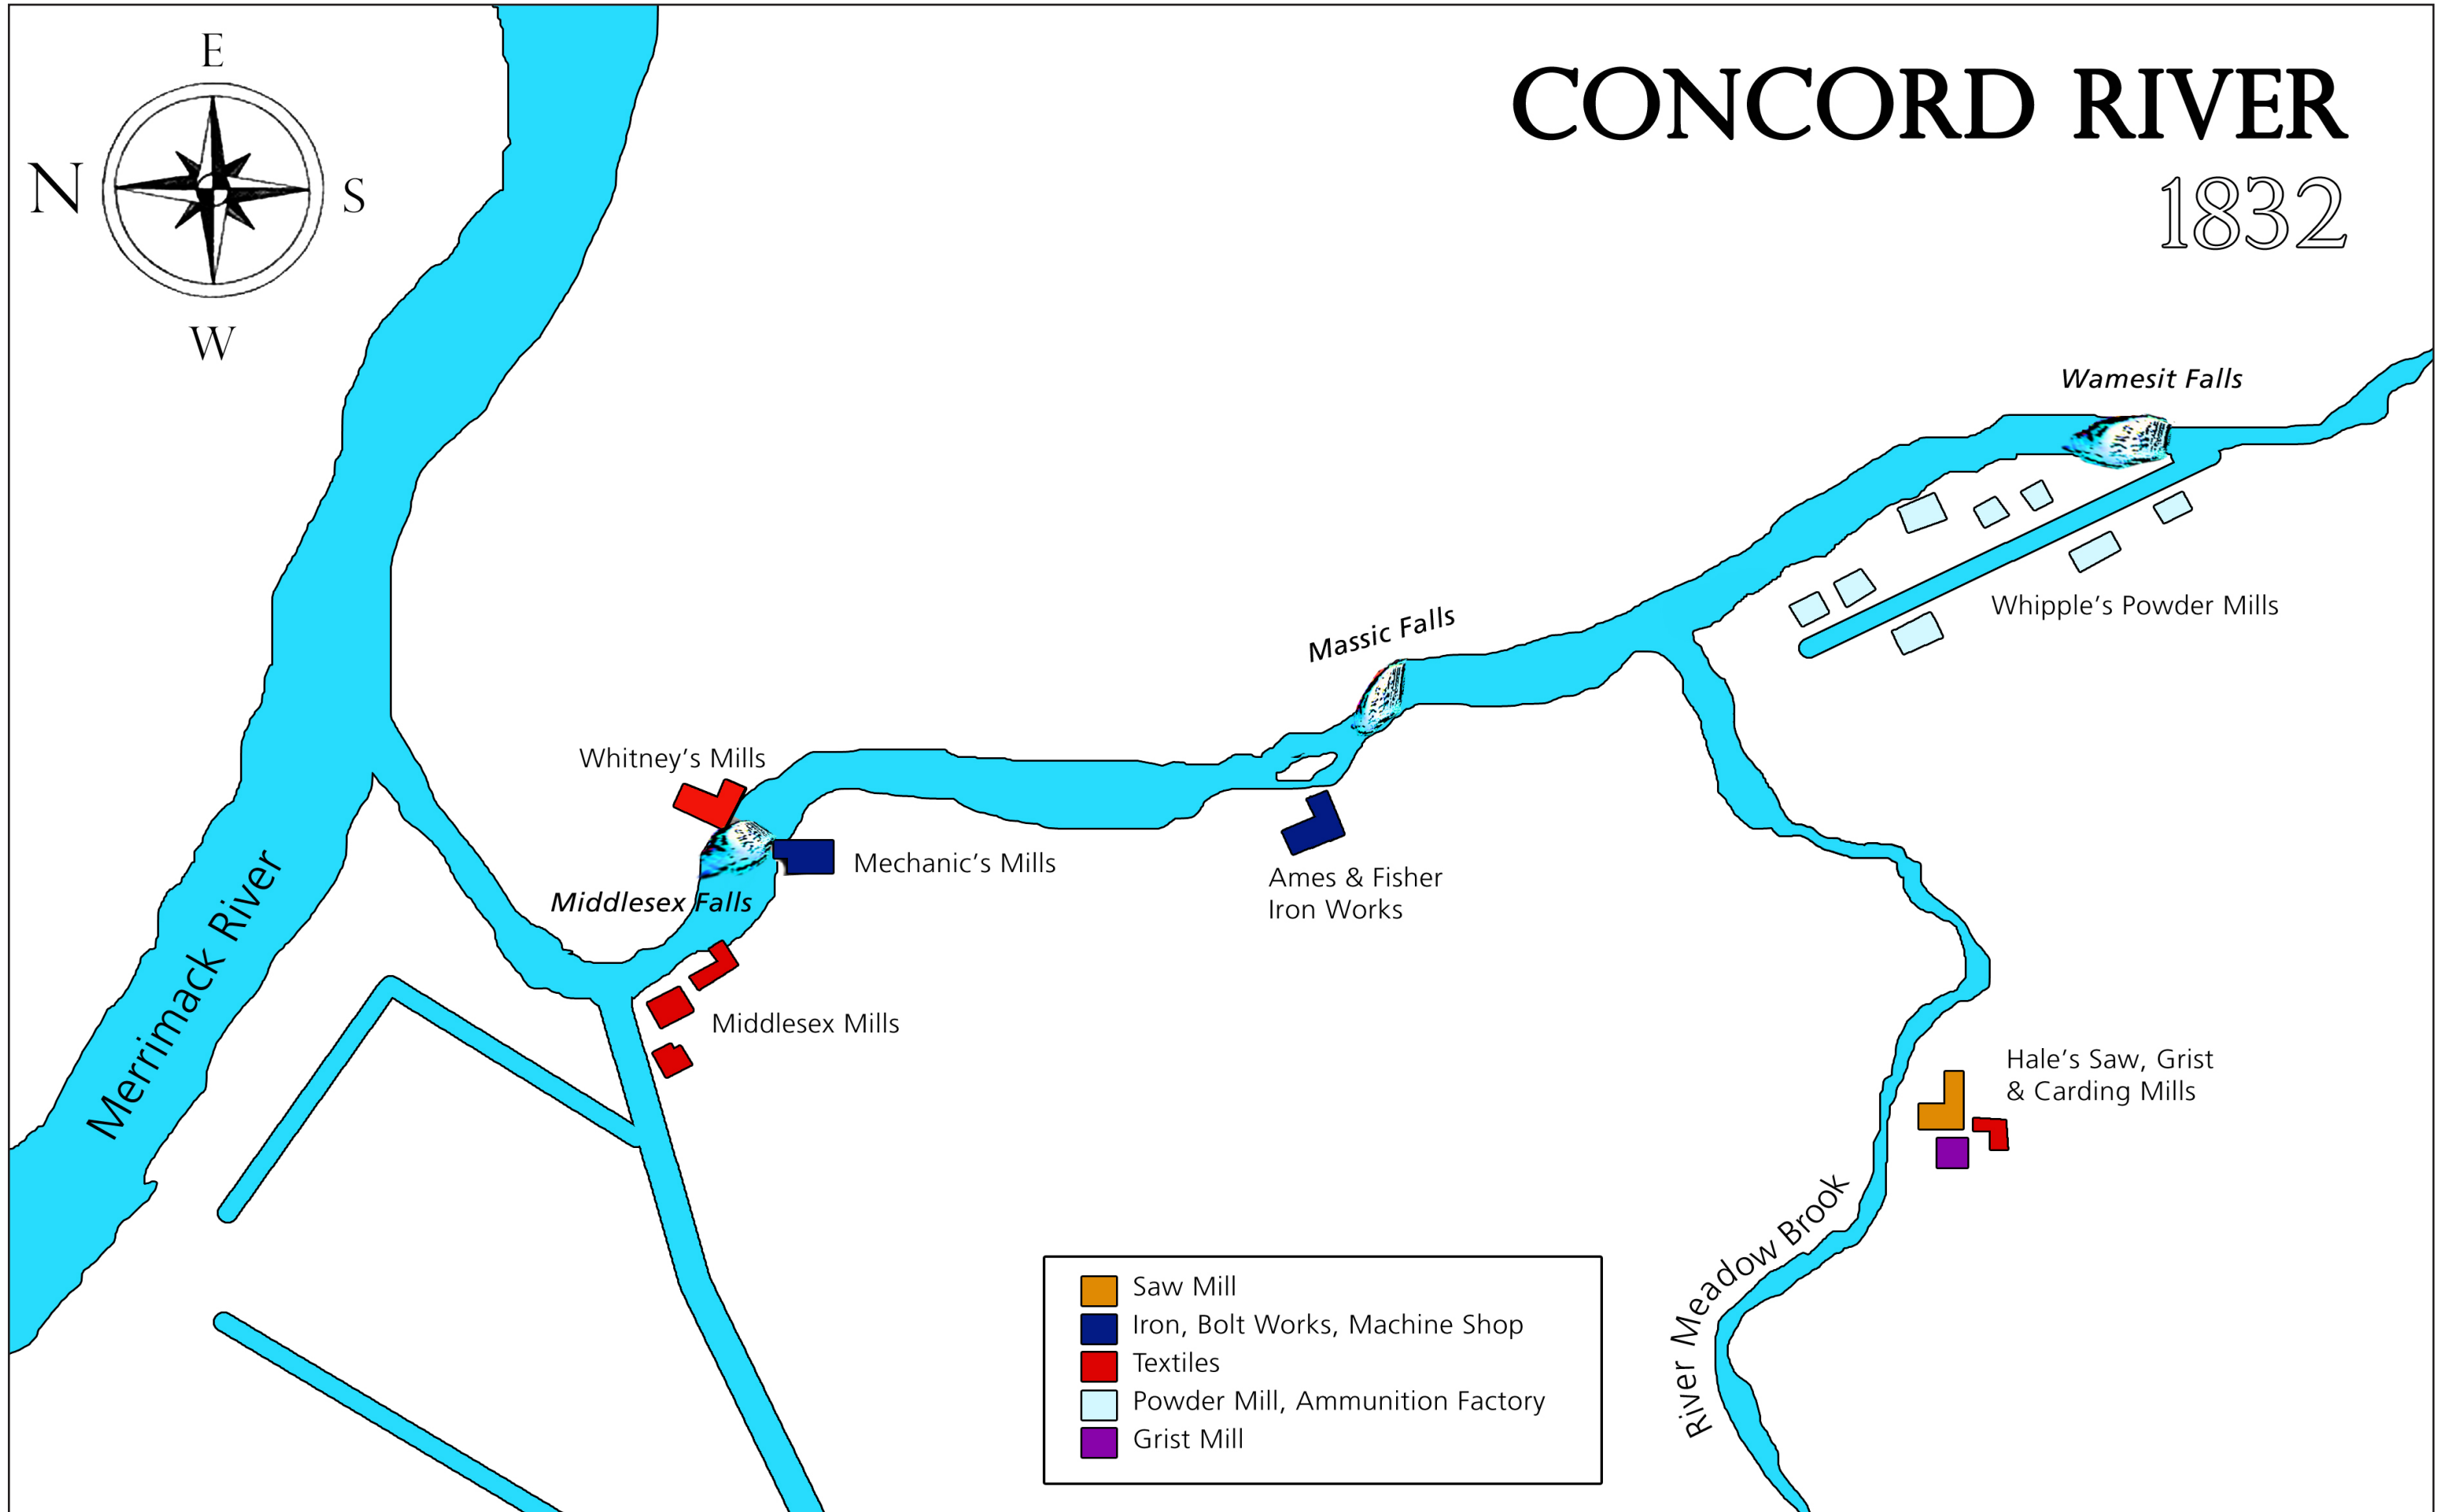 E
N
S
W
CONCORD RIVER
1832
Wamesit Falls
Whipple's Powder Mills
Massic Falls
Whitney's Mills
Mechanic's Mills
Middlesex Falls
Ames & Fisher
Iron Works
Middlesex Mills
Merrimack River
Hale's Saw, Grist
& Carding Mills
River Meadow Brook
Saw Mill
Iron, Bolt Works, Machine Shop
Textiles
Powder Mill, Ammunition Factory
Grist Mill